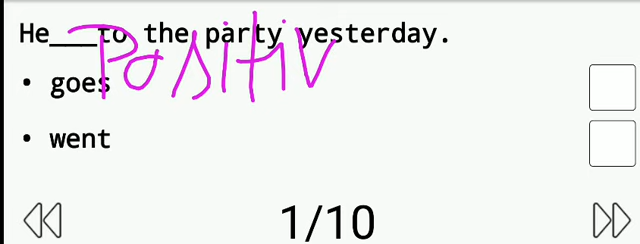 He___to the party yesterday.
Positiv
• goes
• went
1/10